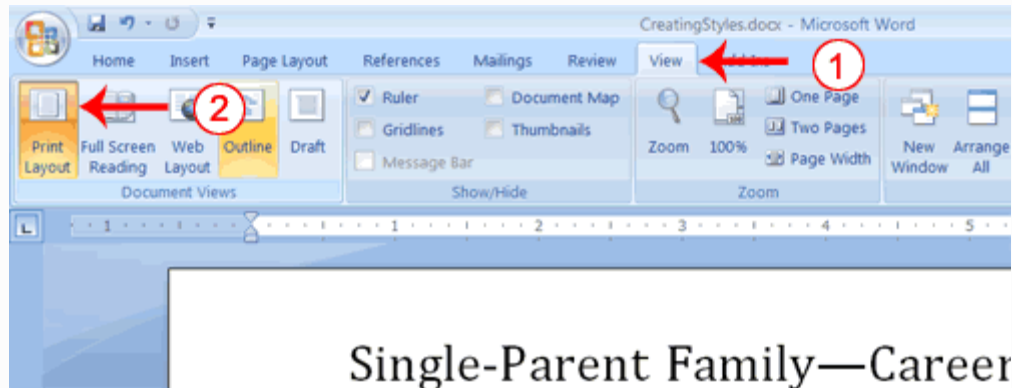 CreatingStyles.docx - Microsoft Word
Home Insert Page Layout References Mailings Review View
1
2
Print Layout
Full Screen Reading
Web Layout
Outline
Draft
Document Views
Ruler
Gridlines
Message Bar
Document Map
Thumbnails
Show/Hide
Zoom
100%
One Page
Two Pages
Page Width
Zoom
New Window
Arrange All
L 1 1 2 3 4 5
Single-Parent Family—Career